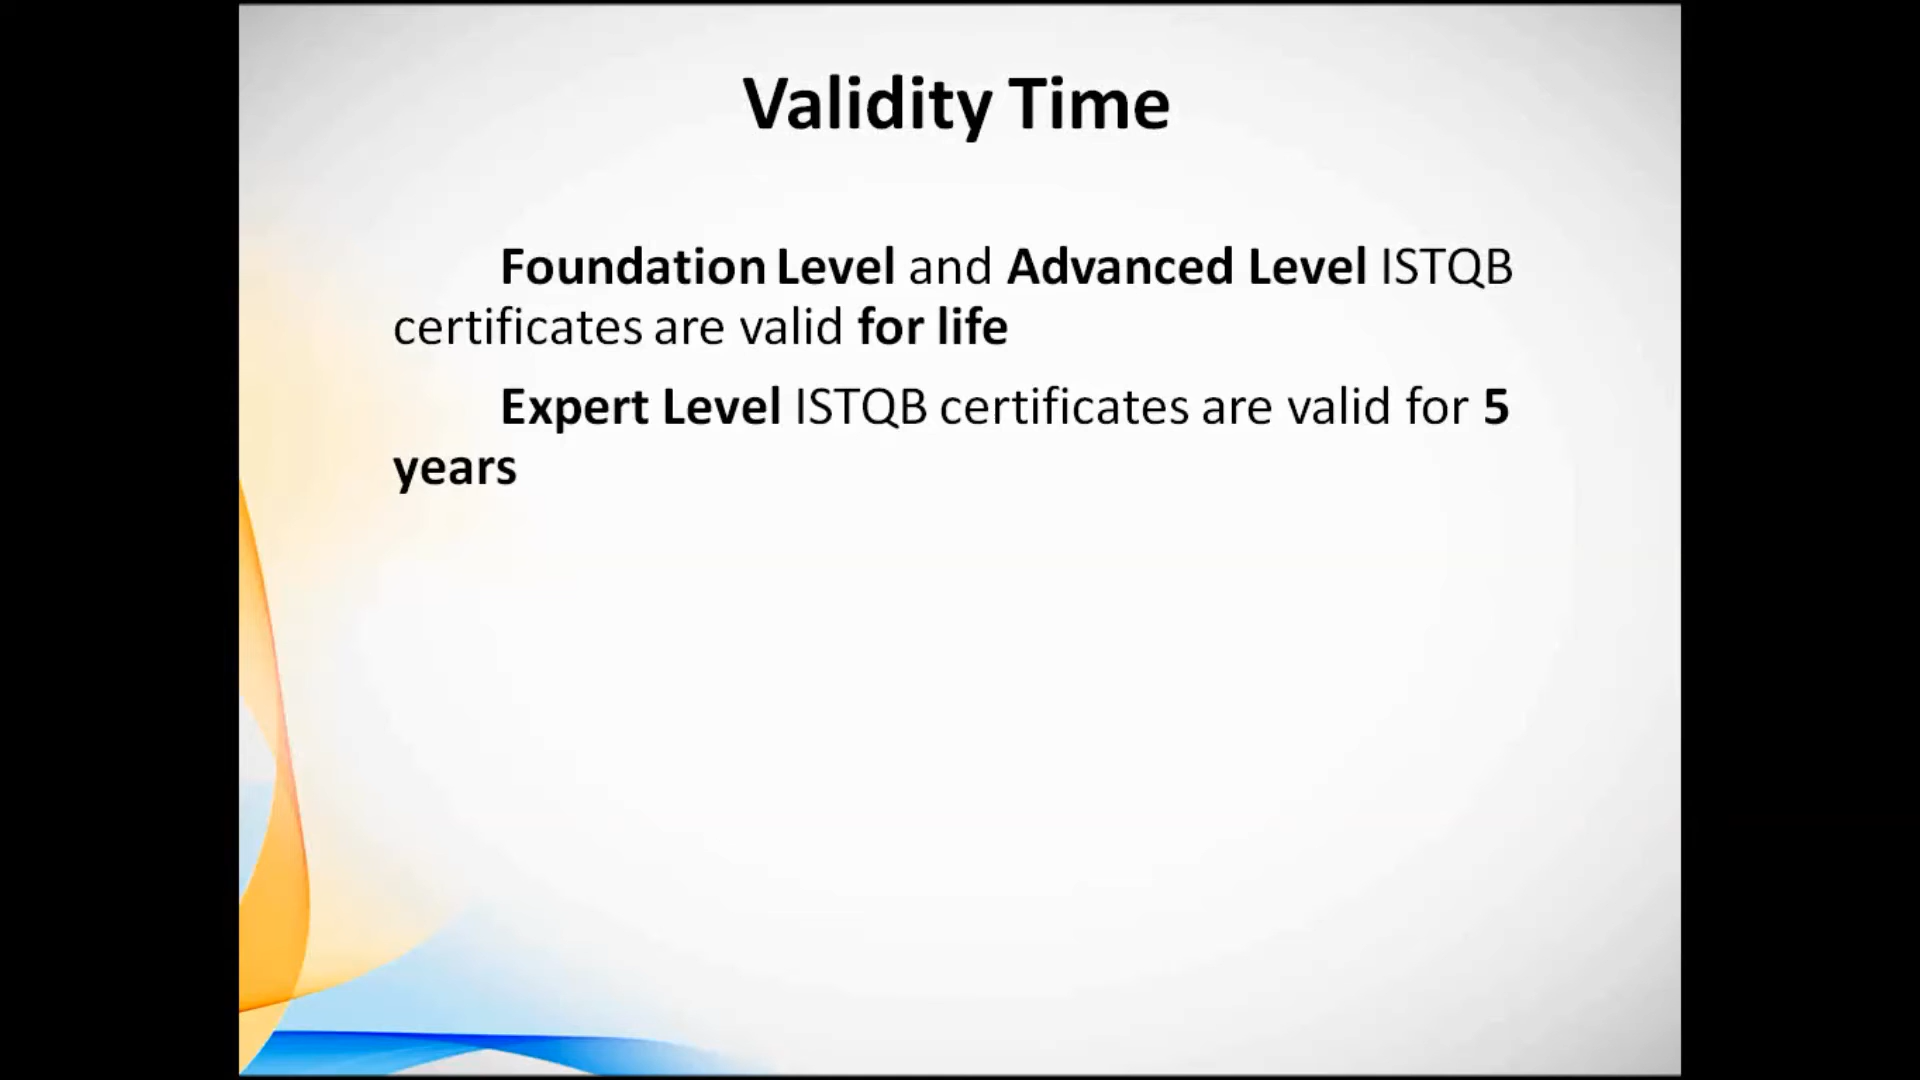 Validity Time
Foundation Level and Advanced Level ISTQB
certificates are valid for life
Expert Level ISTQB certificates are valid for 5
years